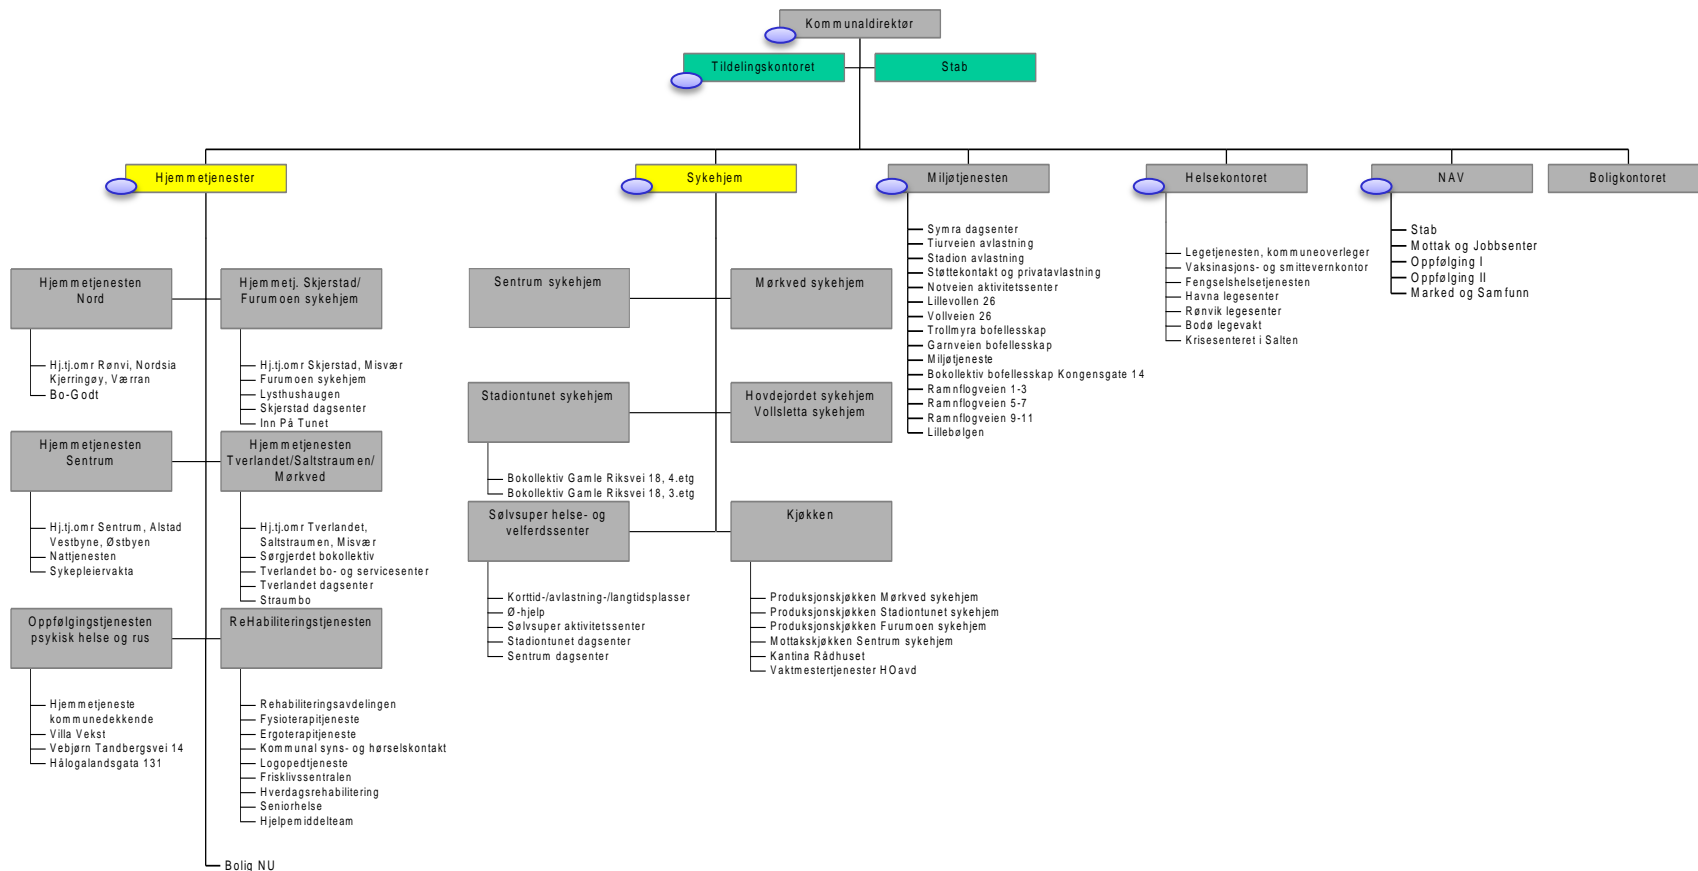 Kommunaldirektør
Tildelingskontoret
Stab
Hjemmetjenester
Sykehjem
Miljøtjenesten
Helsekontoret
NAV
Boligkontoret
Hjemmetjenesten
Nord
Hj.tj.omr Rønvi, Nordsia
Kjerringøy, Værran
Bo-Godt
Hjemmetj. Skjerstad/
Furumoen sykehjem
Hj.tj.omr Skjerstad, Misvær
Furumoen sykehjem
Lysthushaugen
Skjerstad dagsenter
Inn På Tunet
Hjemmetjenesten
Sentrum
Hj.tj.omr Sentrum, Alstad
Vestbyne, Østbyen
Nattjenesten
Sykepleiervakta
Hjemmetjenesten
Tverlandet/Saltstraumen/
Mørkved
Hj.tj.omr Tverlandet,
Saltstraumen, Misvær
Sørgjerdet bokollektiv
Tverlandet bo- og servicesenter
Tverlandet dagsenter
Straumbo
Oppfølgingstjenesten
psykisk helse og rus
Hjemmetjeneste
kommunedekkende
Villa Vekst
Vebjørn Tandbergsvei 14
Hålogalandsgata 131
ReHabiliteringstjenesten
Rehabiliteringsavdelingen
Fysioterapitjeneste
Ergoterapitjeneste
Kommunal syns- og hørselskontakt
Logopedtjeneste
Frisklivssentralen
Hverdagsrehabilitering
Seniorhelse
Hjelpemiddelteam
Bolig NU
Sentrum sykehjem
Mørkved sykehjem
Stadiontunet sykehjem
Bokollektiv Gamle Riksvei 18, 4.etg
Bokollektiv Gamle Riksvei 18, 3.etg
Hovdejordet sykehjem
Vollsletta sykehjem
Sølvsuper helse- og
velferdssenter
Korttid-/avlastning-/langtidsplasser
Ø-hjelp
Sølvsuper aktivitetssenter
Stadiontunet dagsenter
Sentrum dagsenter
Kjøkken
Produksjonskjøkken Mørkved sykehjem
Produksjonskjøkken Stadiontunet sykehjem
Produksjonskjøkken Furumoen sykehjem
Mottakskjøkken Sentrum sykehjem
Kantina Rådhuset
Vaktmestertjenester HOavd
Symra dagsenter
Tiurveien avlastning
Stadion avlastning
Støttekontakt og privatavlastning
Notveien aktivitetssenter
Lillevollen 26
Vollveien 26
Trollmyra bofellesskap
Garnveien bofellesskap
Miljøtjeneste
Bokollektiv bofellesskap Kongensgate 14
Ramnflogveien 1-3
Ramnflogveien 5-7
Ramnflogveien 9-11
Lillebølgen
Legetjenesten, kommuneoverleger
Vaksinasjons- og smittevernkontor
Fengselshelsetjenesten
Havna legesenter
Rønvik legesenter
Bodø legevakt
Krisesenteret i Salten
Stab
Mottak og Jobbsenter
Oppfølging I
Oppfølging II
Marked og Samfunn